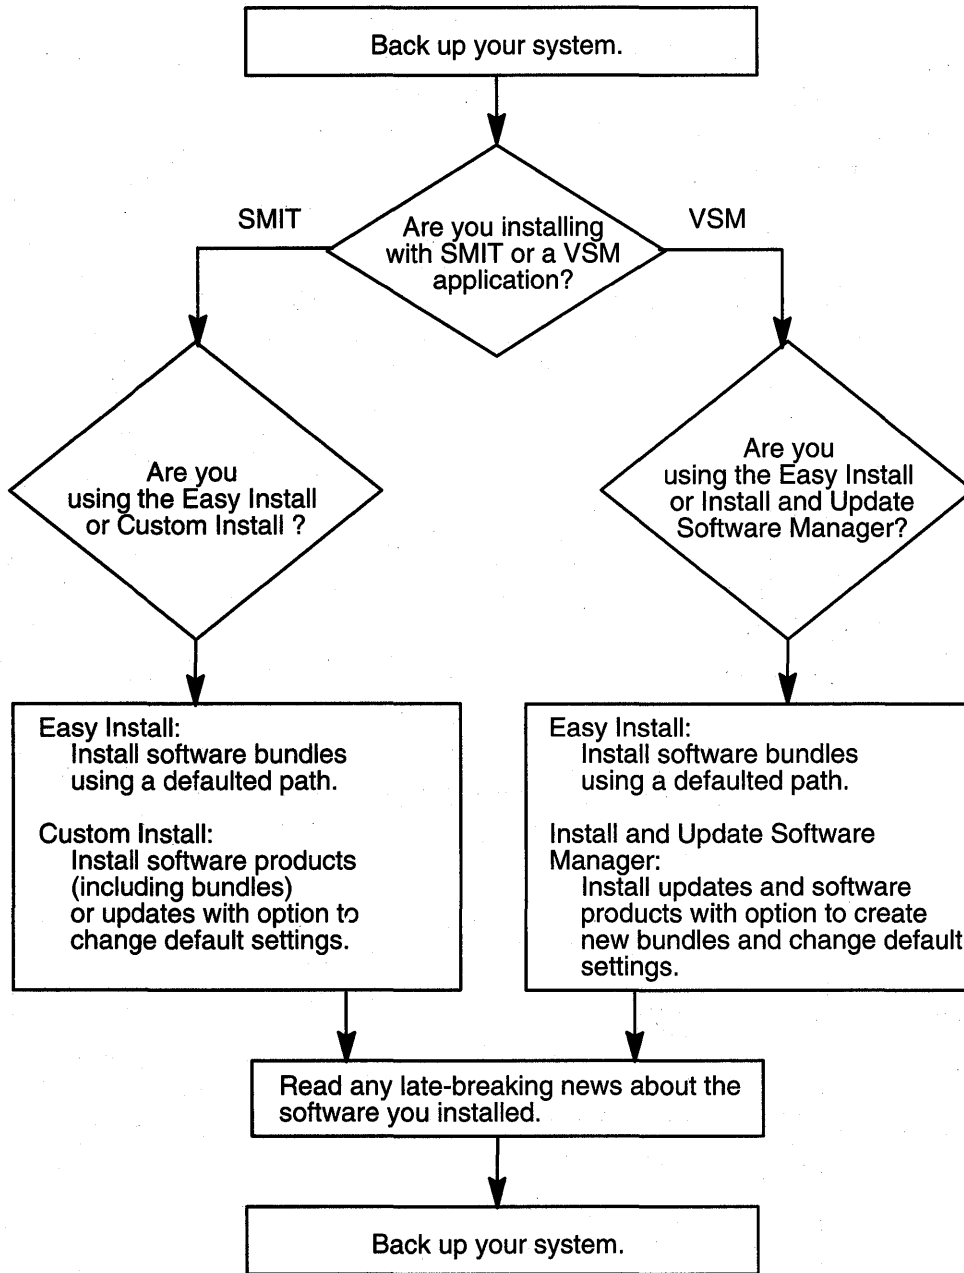 Back up your system.
SMIT
VSM
Are you installing
with SMIT or a VSM
application?
Are you
using the Easy Install
or Custom Install ?
Are you
using the Easy Install
or Install and Update
Software Manager?
Easy Install:
Install software bundles
using a defaulted path.
Custom Install:
Install software products
(including bundles)
or updates with option to
change default settings.
Easy Install:
Install software bundles
using a defaulted path.
Install and Update Software
Manager:
Install updates and software
products with option to create
new bundles and change default
settings.
Read any late-breaking news about the
software you installed.
Back up your system.